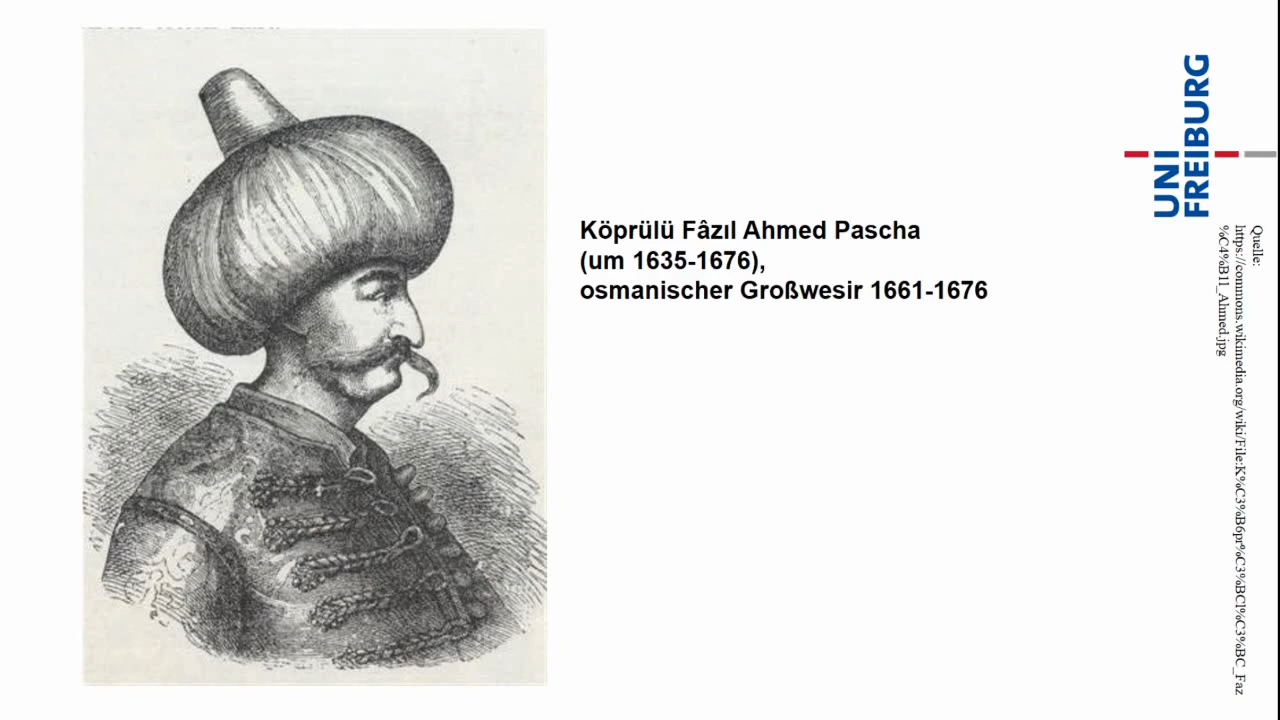 Köprülü Fâzıl Ahmed Pascha
(um 1635-1676),
osmanischer Großwesir 1661-1676
UNI
FREIBURG
Quelle:
https://commons.wikimedia.org/wiki/File:K%C3%B6pr%C3%BCl%C3%BC_Faz
%C4%B1l_Ahmed.jpg